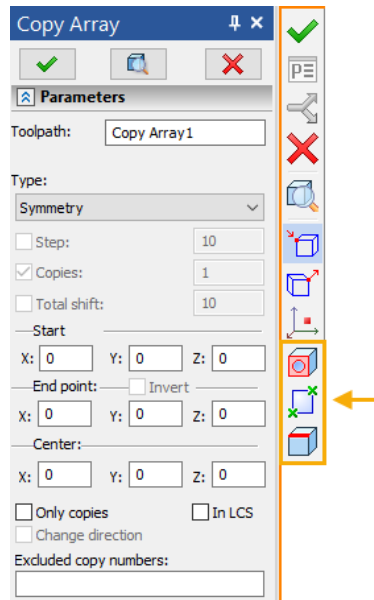 Copy Array
Parameters
Toolpath: Copy Array1
Type:
Symmetry
Step: 10
Copies: 1
Total shift: 10
Start
X: 0 Y: 0 Z: 0
End point: Invert
X: 0 Y: 0 Z: 0
Center:
X: 0 Y: 0 Z: 0
Only copies In LCS
Change direction
Excluded copy numbers: